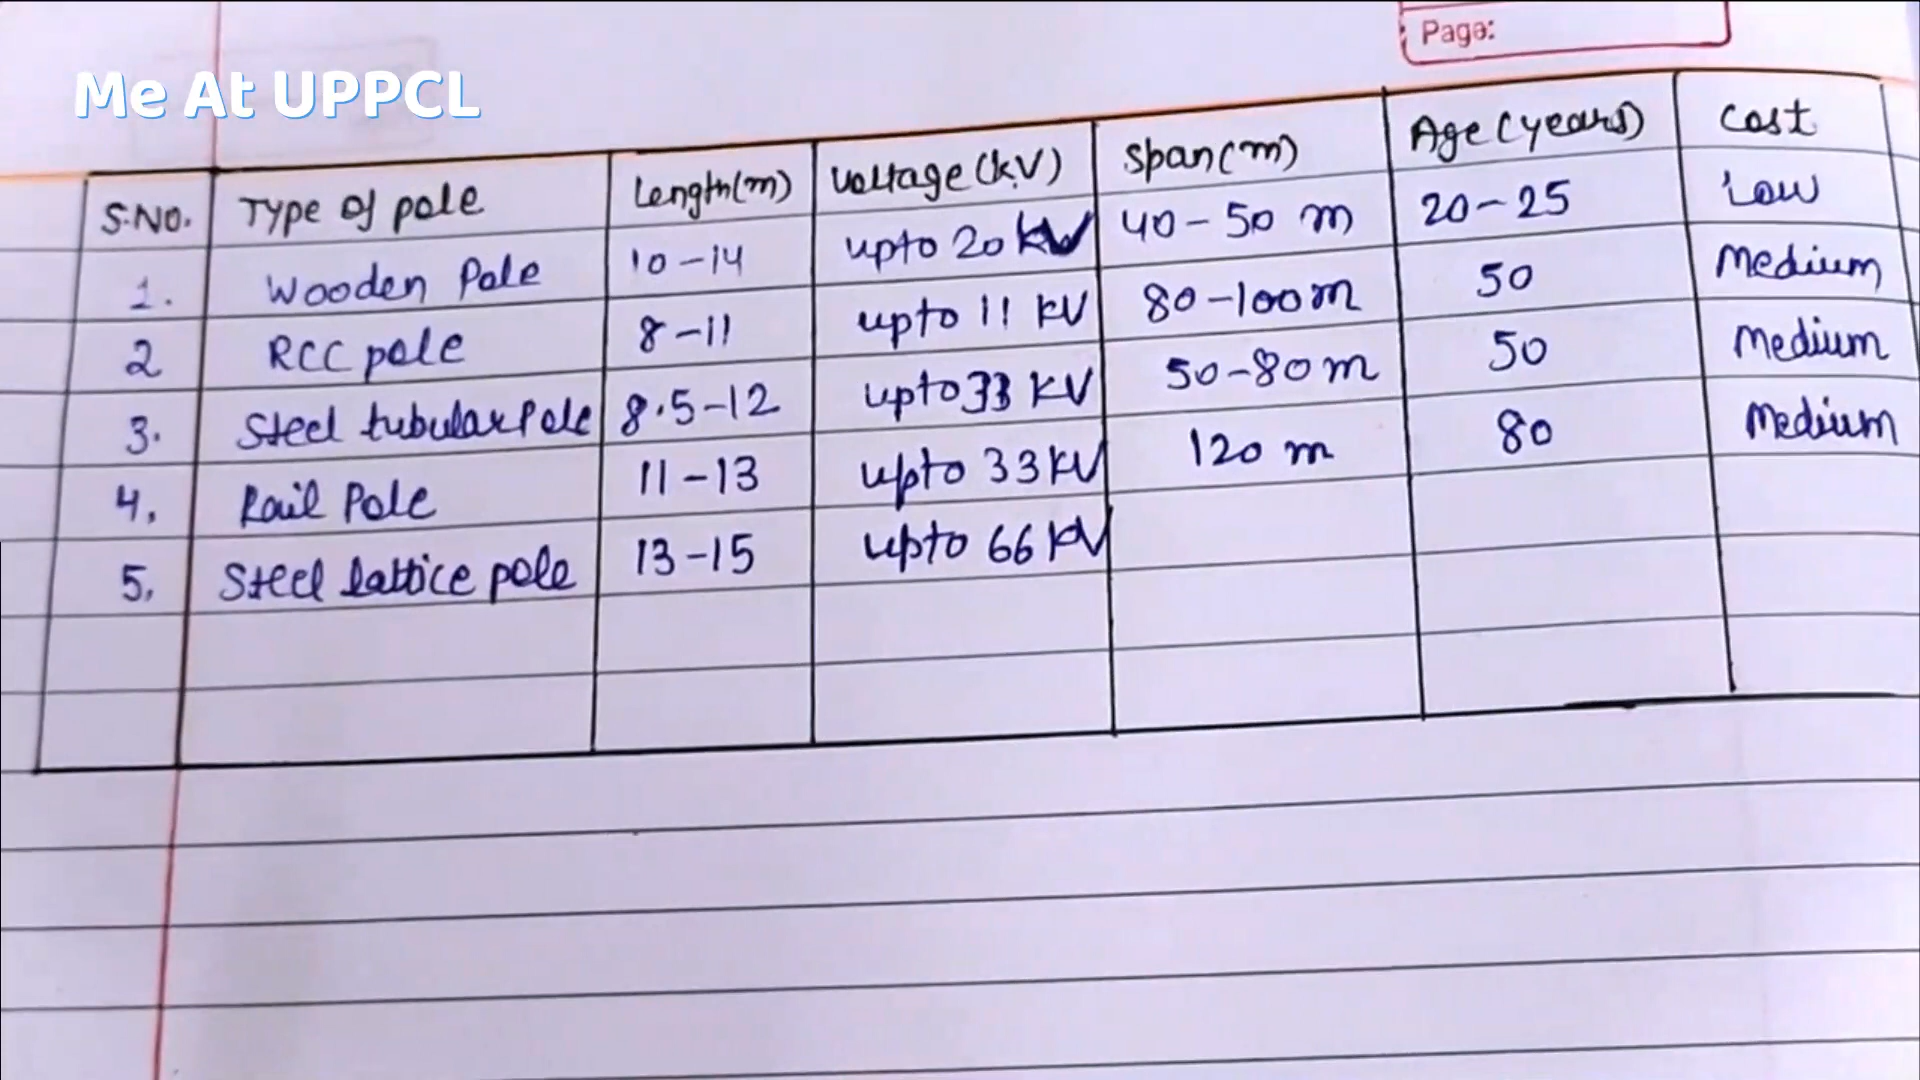 Page:
Me At UPPCL
S.No. Type of pole Length(m) Voltage(kV) Span(m) Age(years) Cost
1. Wooden Pole 10-14 upto 20 kV 40-50 m 20-25 Low
2 RCC pole 8-11 upto 11 kV 80-100m 50 Medium
3. Steel tubular Pole 8.5-12 upto 33 kV 50-80 m 50 Medium
4. Rail Pole 11-13 upto 33 kV 120 m 80 Medium
5. Steel lattice pole 13-15 upto 66 kV